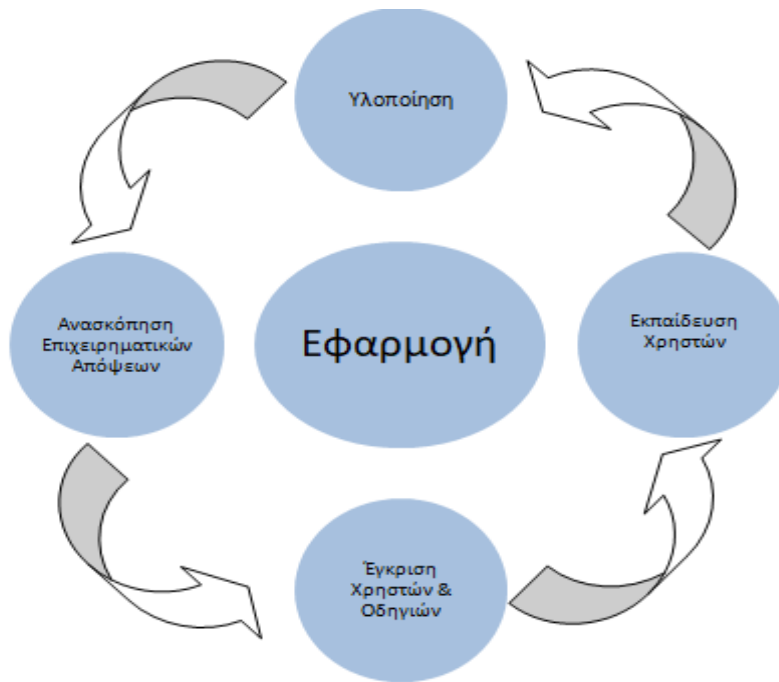 Υλοποίηση
Ανασκόπηση
Επιχειρηματικών
Απόψεων
Εφαρμογή
Εκπαίδευση
Χρηστών
Έγκριση
Χρηστών &
Οδηγιών